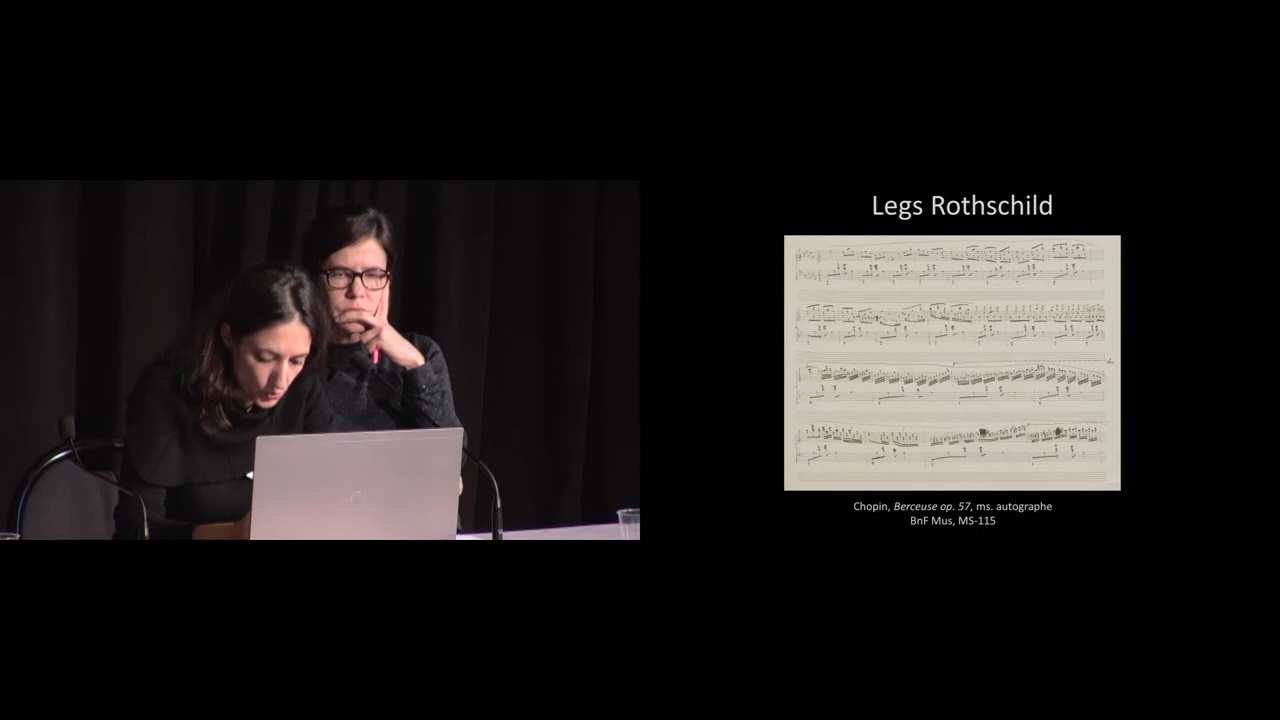 Legs Rothschild
Chopin, Berceuse op. 57, ms. autographe
BnF Mus, MS-115